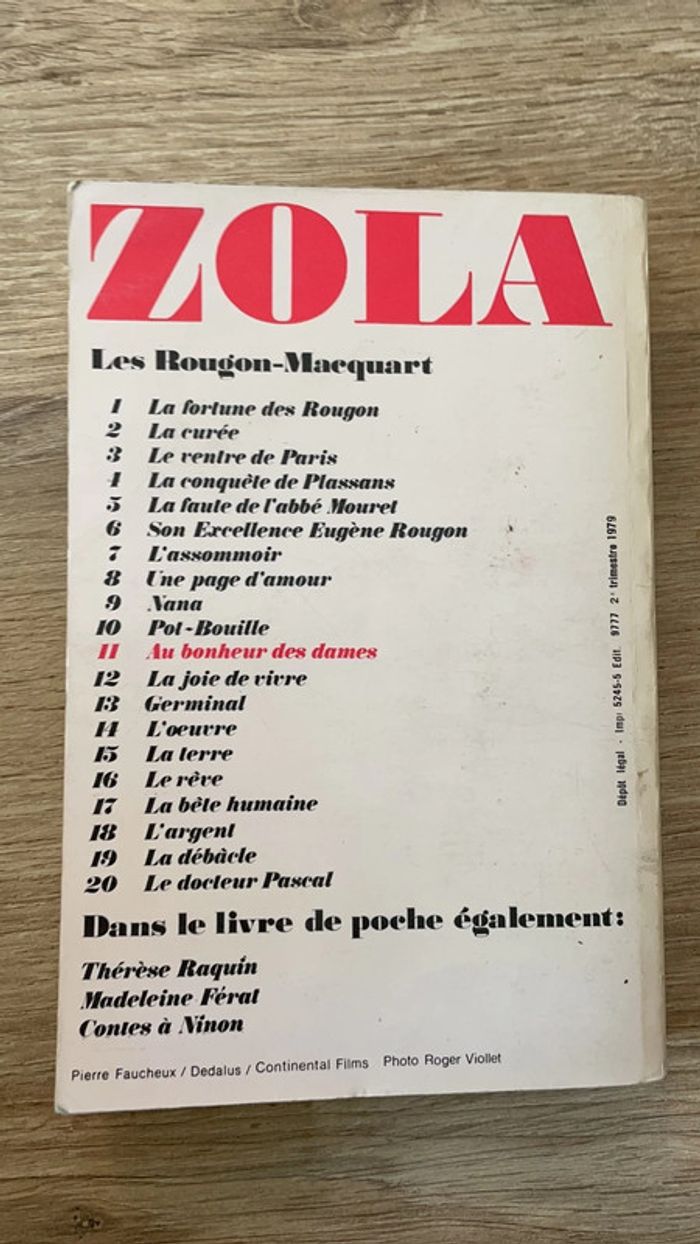 ZOLA
Les Rougon-Macquart
1 La fortune des Rougon
2 La curée
3 Le ventre de Paris
4 La conquête de Plassans
5 La faute de l'abbé Mouret
6 Son Excellence Eugène Rougon
7 L'assommoir
8 Une page d'amour
9 Nana
10 Pot-Bouille
11 Au bonheur des dames
12 La joie de vivre
13 Germinal
14 L'oeuvre
15 La terre
16 Le rêve
17 La bête humaine
18 L'argent
19 La débâcle
20 Le docteur Pascal
Dans le livre de poche également:
Thérèse Raquin
Madeleine Férat
Contes à Ninon
Pierre Faucheux / Dedalus / Continental Films Photo Roger Viollet
Dépôt légal - Impr 5245-5 Edit. 9777 2e trimestre 1979